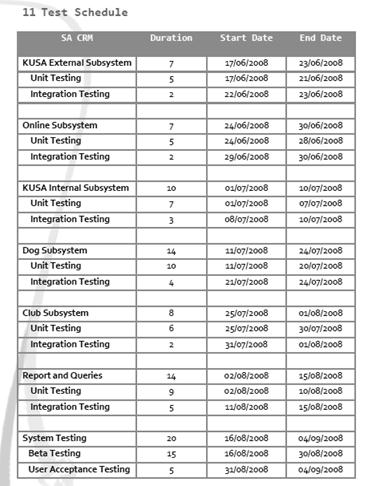 11 Test Schedule
SA CRM Duration Start Date End Date
KUSA External Subsystem 7 17/06/2008 23/06/2008
Unit Testing 5 17/06/2008 21/06/2008
Integration Testing 2 22/06/2008 23/06/2008
Online Subsystem 7 24/06/2008 30/06/2008
Unit Testing 5 24/06/2008 28/06/2008
Integration Testing 2 29/06/2008 30/06/2008
KUSA Internal Subsystem 10 01/07/2008 10/07/2008
Unit Testing 7 01/07/2008 07/07/2008
Integration Testing 3 08/07/2008 10/07/2008
Dog Subsystem 14 11/07/2008 24/07/2008
Unit Testing 10 11/07/2008 20/07/2008
Integration Testing 4 21/07/2008 24/07/2008
Club Subsystem 8 25/07/2008 01/08/2008
Unit Testing 6 25/07/2008 30/07/2008
Integration Testing 2 31/07/2008 01/08/2008
Report and Queries 14 02/08/2008 15/08/2008
Unit Testing 9 02/08/2008 10/08/2008
Integration Testing 5 11/08/2008 15/08/2008
System Testing 20 16/08/2008 04/09/2008
Beta Testing 15 16/08/2008 30/08/2008
User Acceptance Testing 5 31/08/2008 04/09/2008